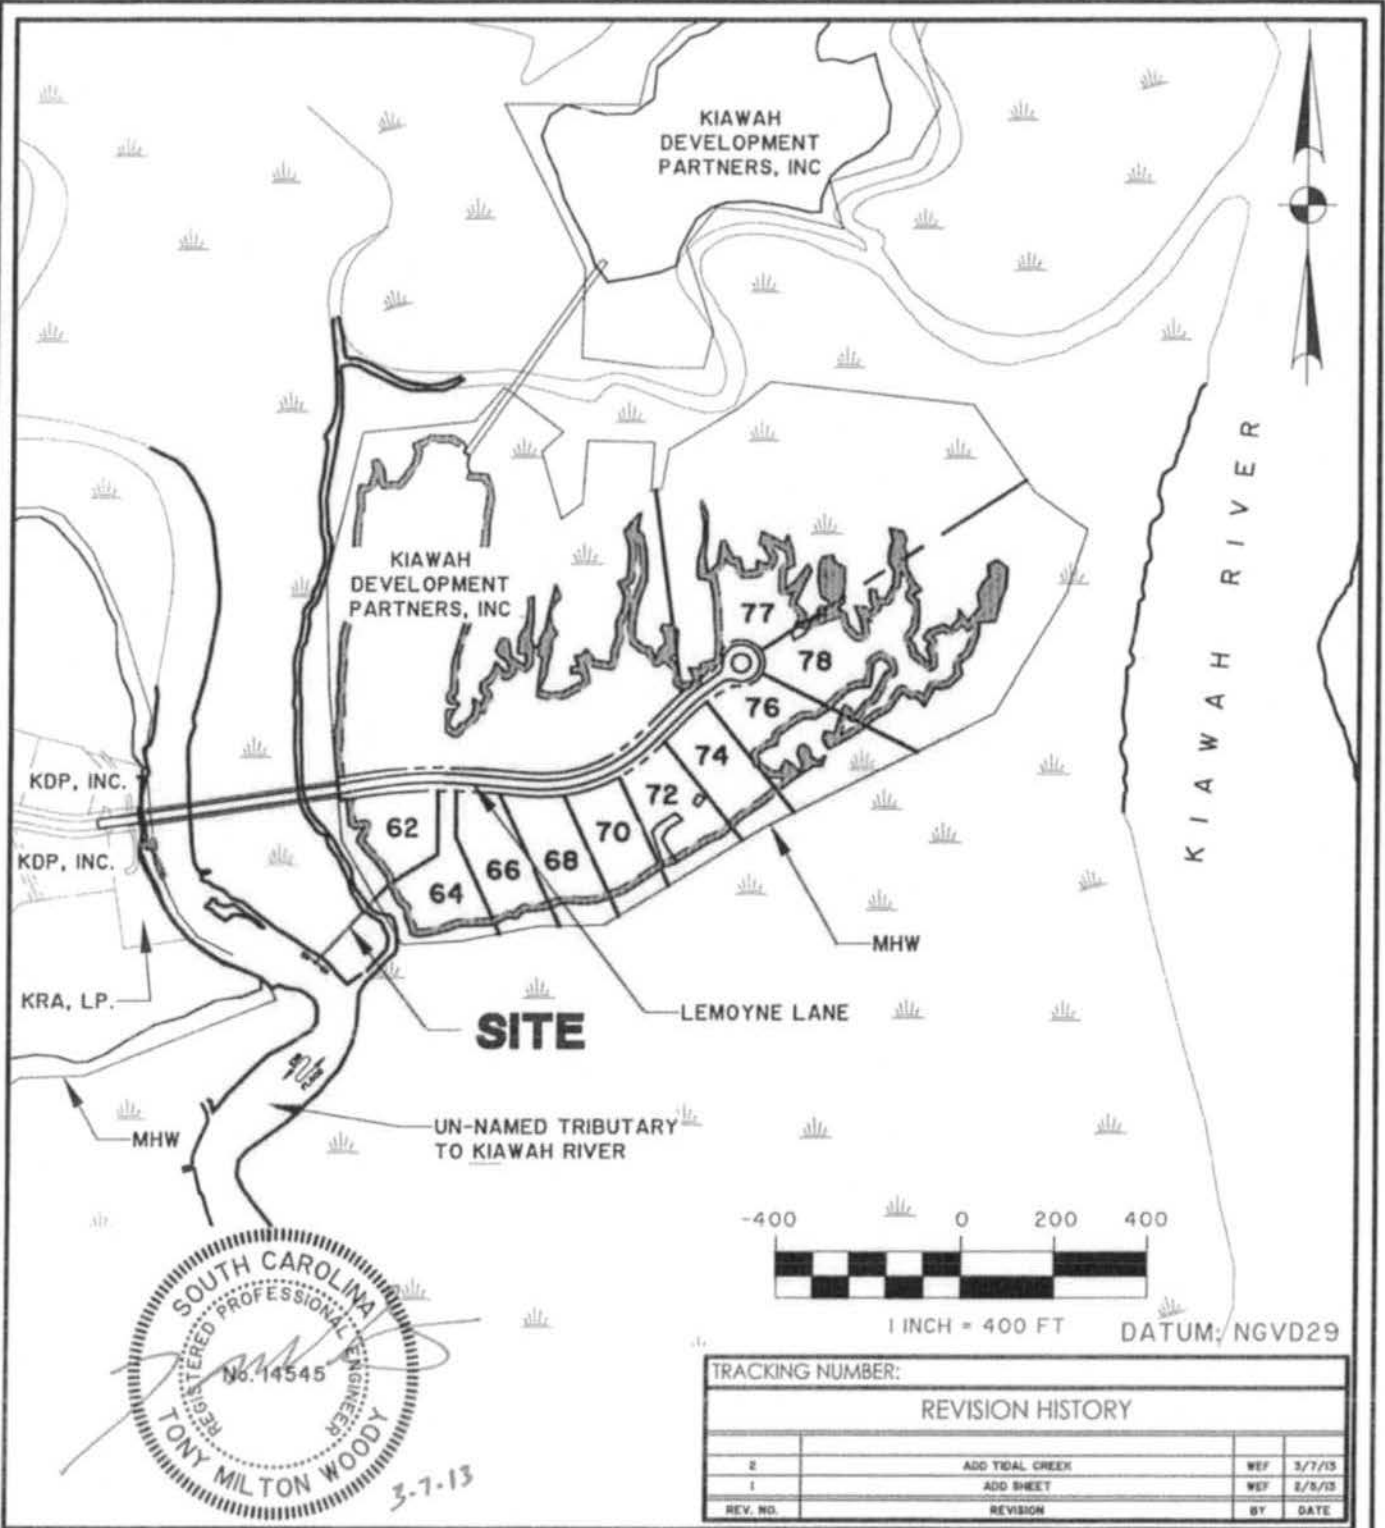 KIAWAH
DEVELOPMENT
PARTNERS, INC
KIAWAH RIVER
KIAWAH
DEVELOPMENT
PARTNERS, INC
77
78
76
74
72
70
68
66
64
62
KDP, INC.
KDP, INC.
KRA, LP.
MHW
LEMOYNE LANE
SITE
MHW
UN-NAMED TRIBUTARY
TO KIAWAH RIVER
-400 0 200 400
1 INCH = 400 FT
DATUM: NGVD29
SOUTH CAROLINA
REGISTERED PROFESSIONAL ENGINEER
No. 14545
TONY MILTON WOODY
3-7-13
TRACKING NUMBER:
REVISION HISTORY
2 ADD TIDAL CREEK WEF 3/7/13
1 ADD SHEET WEF 2/5/13
REV. NO. REVISION BY DATE